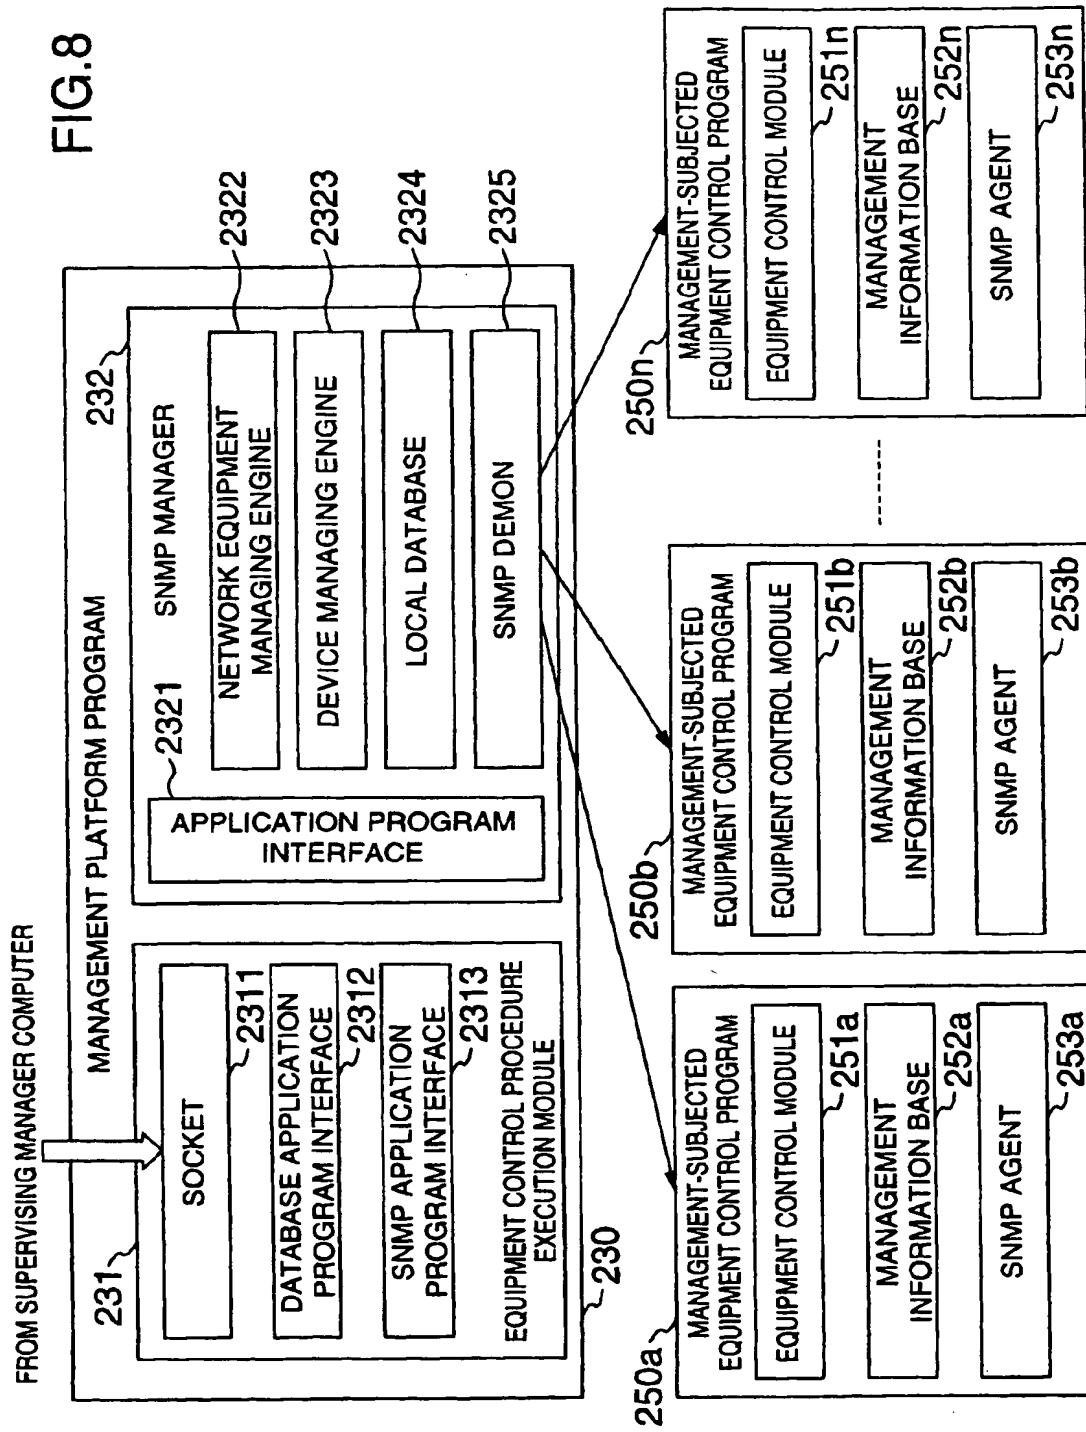 FIG.8
FROM SUPERVISING MANAGER COMPUTER
MANAGEMENT PLATFORM PROGRAM
231
SOCKET
2311
DATABASE APPLICATION
PROGRAM INTERFACE
2312
SNMP APPLICATION
PROGRAM INTERFACE
2313
EQUIPMENT CONTROL PROCEDURE
EXECUTION MODULE
230
232
SNMP MANAGER
2321
APPLICATION PROGRAM
INTERFACE
NETWORK EQUIPMENT
MANAGING ENGINE
2322
DEVICE MANAGING ENGINE
2323
LOCAL DATABASE
2324
SNMP DEMON
2325
250a
MANAGEMENT-SUBJECTED
EQUIPMENT CONTROL PROGRAM
EQUIPMENT CONTROL MODULE
251a
MANAGEMENT
INFORMATION BASE
252a
SNMP AGENT
253a
250b
MANAGEMENT-SUBJECTED
EQUIPMENT CONTROL PROGRAM
EQUIPMENT CONTROL MODULE
251b
MANAGEMENT
INFORMATION BASE
252b
SNMP AGENT
253b
250n
MANAGEMENT-SUBJECTED
EQUIPMENT CONTROL PROGRAM
EQUIPMENT CONTROL MODULE
251n
MANAGEMENT
INFORMATION BASE
252n
SNMP AGENT
253n